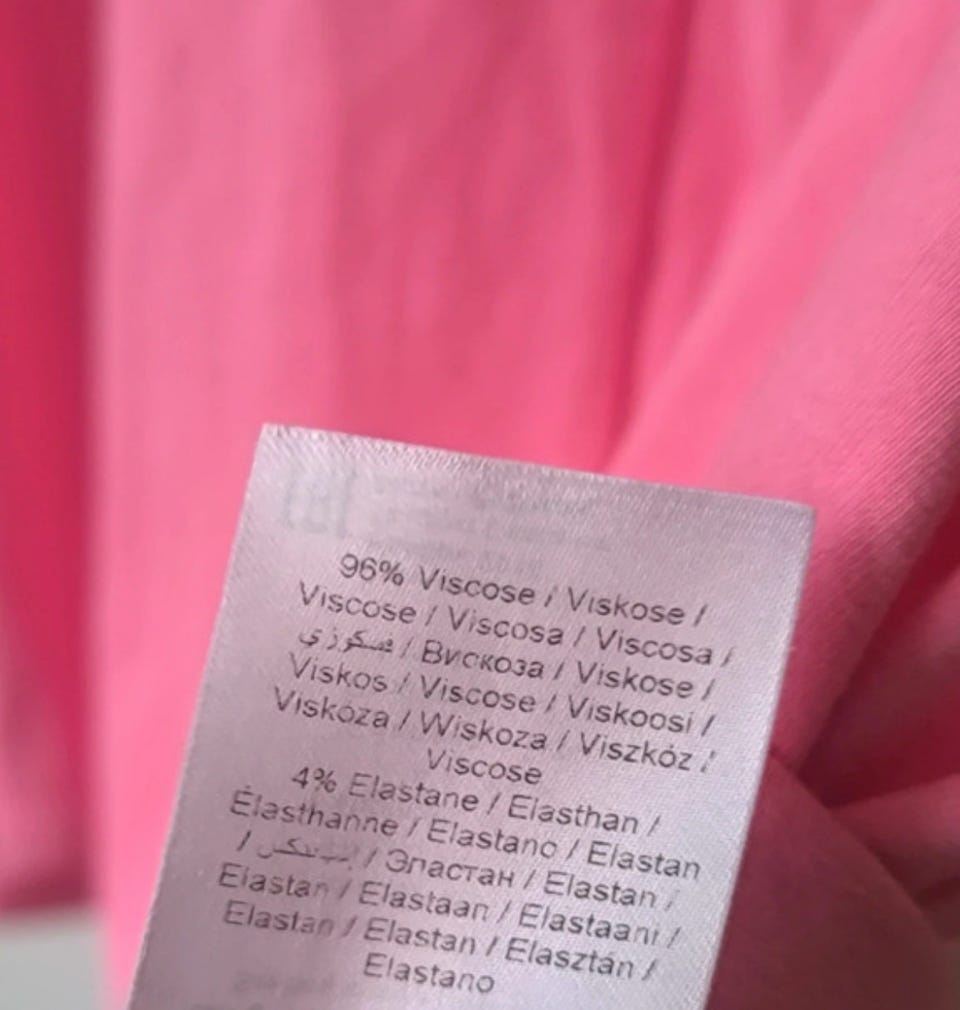 96% Viscose / Viskose /
Viscose / Viscosa / Viscosa /
فسكوزي / Вискоза / Viskose /
Viskos / Viscose / Viskoosi /
Viskóza / Wiskoza / Viszkóz /
Viscose
4% Elastane / Elasthan /
Élasthanne / Elastano / Elastan
/ / Эластан / Elastan /
Elastan / Elastaan / Elastaani /
Elastan / Elastan / Elasztán /
Elastano